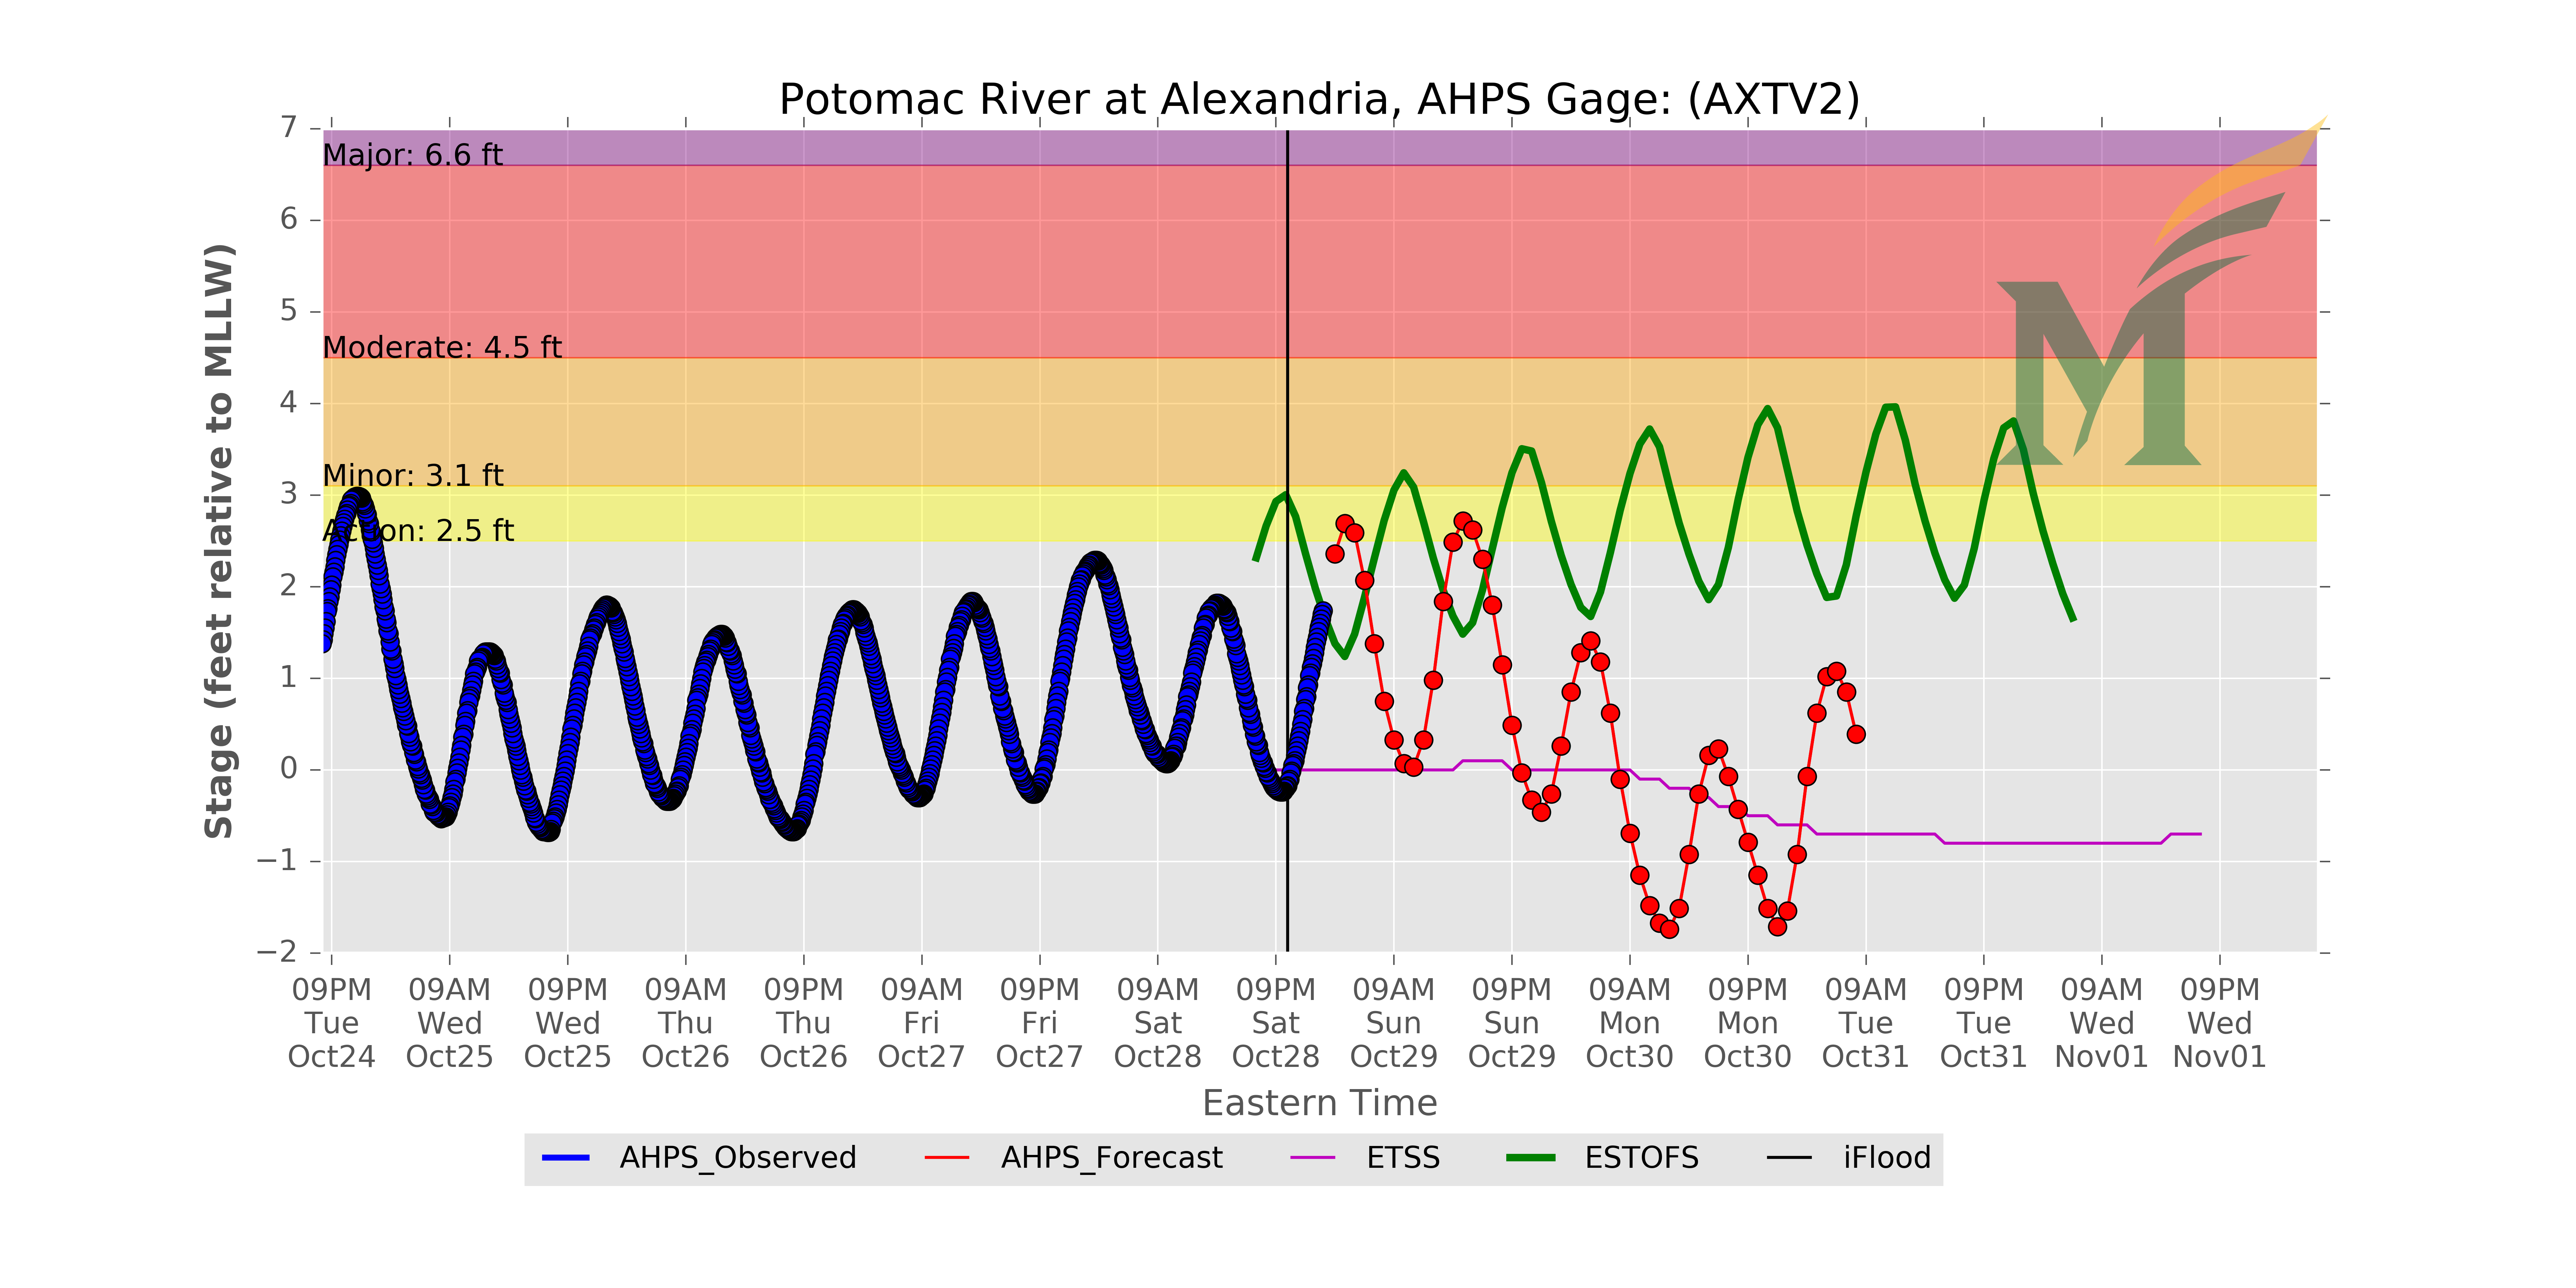 Potomac River at Alexandria, AHPS Gage: (AXTV2)
Stage (feet relative to MLLW)
7
6
5
4
3
2
1
0
−1
−2
Major: 6.6 ft
Moderate: 4.5 ft
Minor: 3.1 ft
Action: 2.5 ft
M
09PM 09AM 09PM 09AM 09PM 09AM 09PM 09AM 09PM 09AM 09PM 09AM 09PM 09AM 09PM 09AM 09PM
Tue Wed Wed Thu Thu Fri Fri Sat Sat Sun Sun Mon Mon Tue Tue Wed Wed
Oct24 Oct25 Oct25 Oct26 Oct26 Oct27 Oct27 Oct28 Oct28 Oct29 Oct29 Oct30 Oct30 Oct31 Oct31 Nov01 Nov01
Eastern Time
AHPS_Observed AHPS_Forecast ETSS ESTOFS iFlood